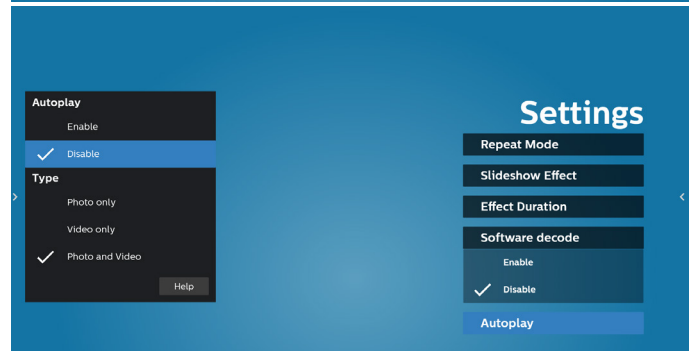 Autoplay
Enable
Disable
Type
Photo only
Video only
Photo and Video
Help
Settings
Repeat Mode
Slideshow Effect
Effect Duration
Software decode
Enable
Disable
Autoplay